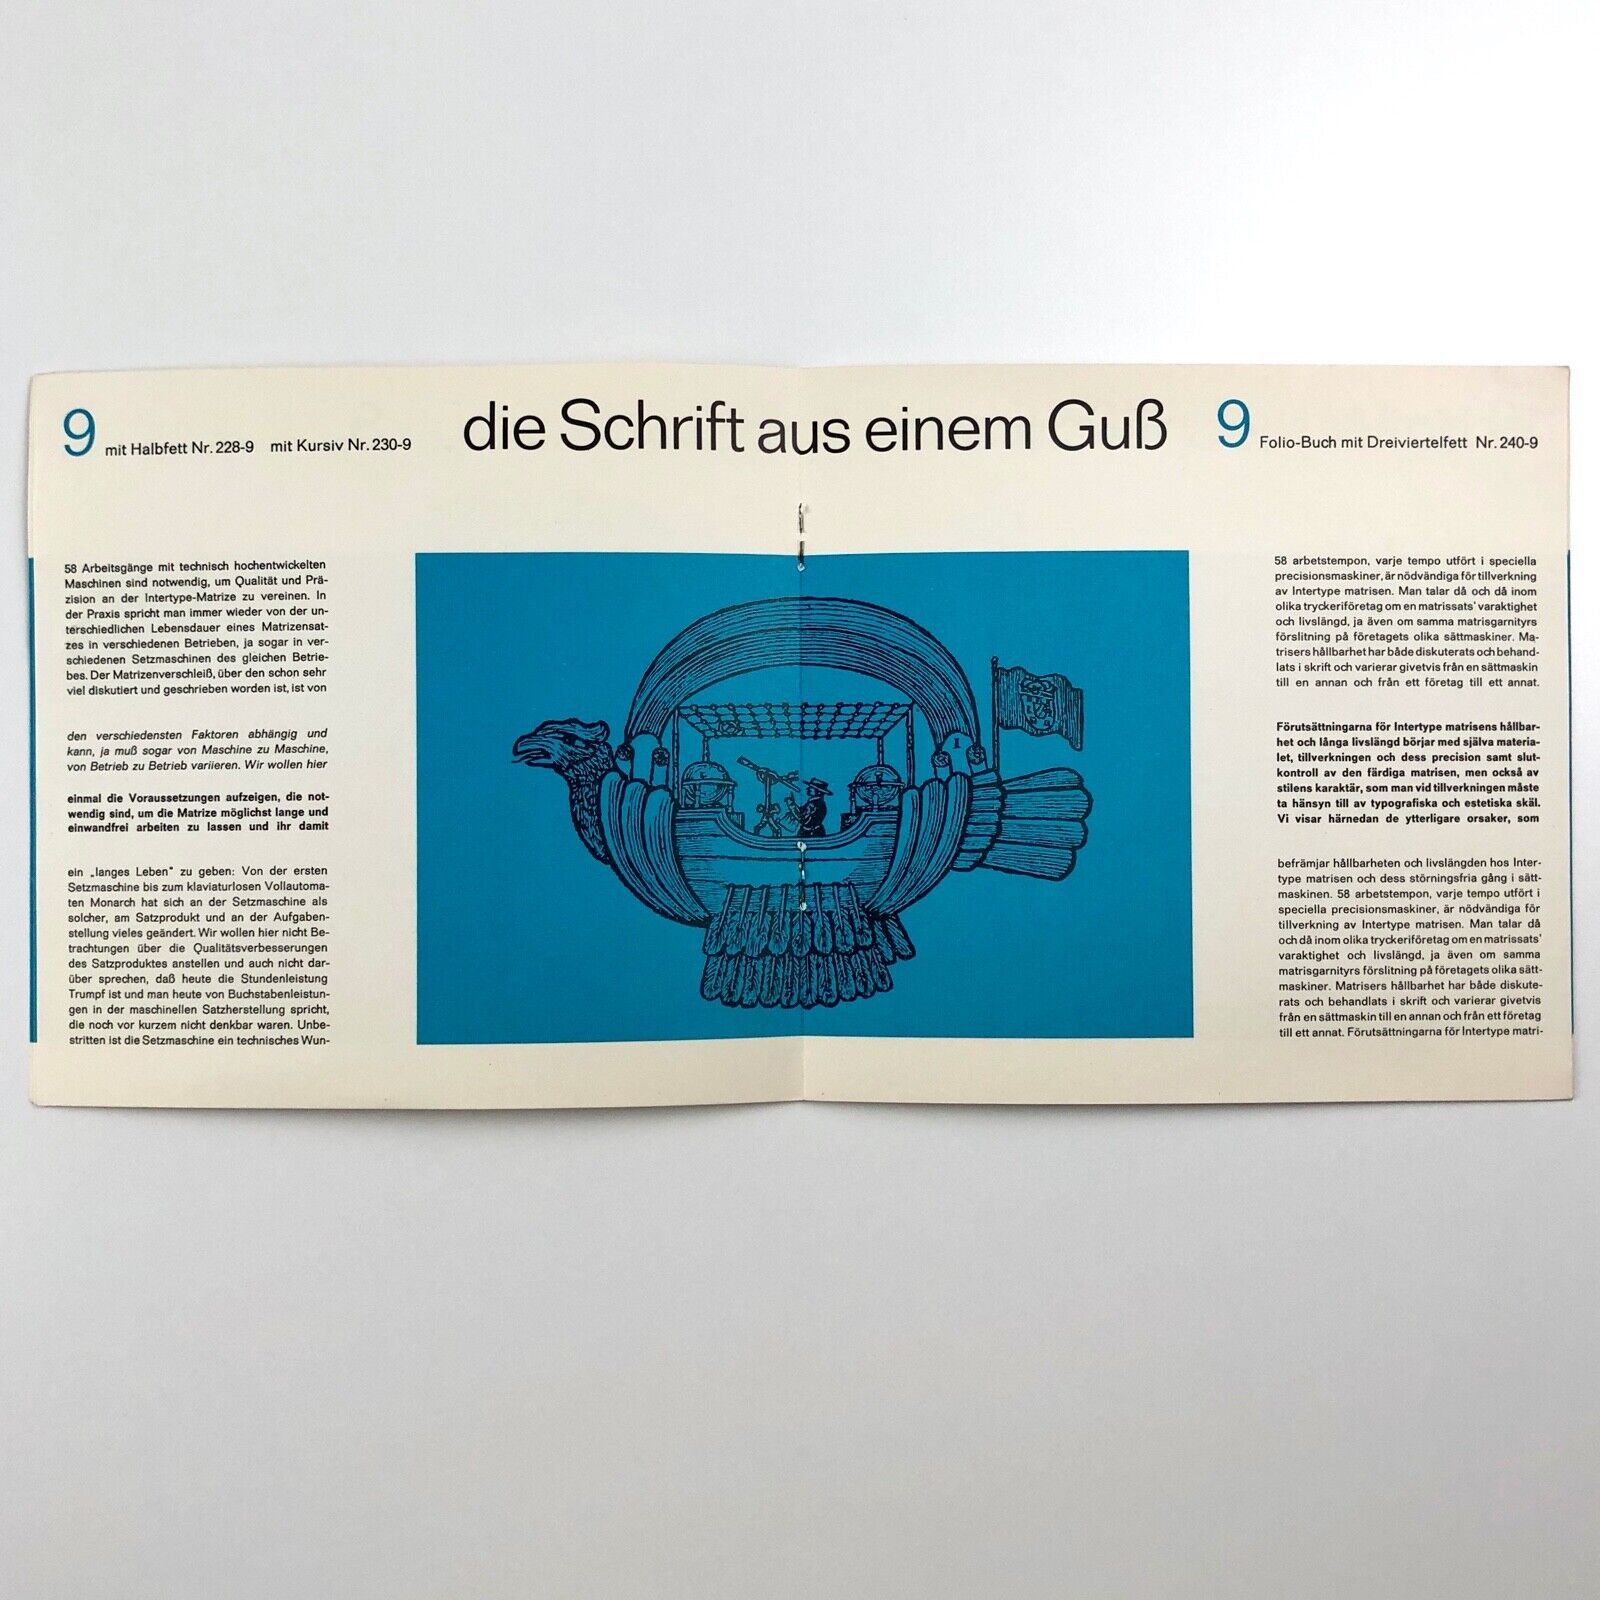 9 mit Halbfett Nr. 228-9 mit Kursiv Nr. 230-9
die Schrift aus einem Guß
9 Folio-Buch mit Dreiviertelfett Nr. 240-9
58 Arbeitsgänge mit technisch hochentwickelten
Maschinen sind notwendig, um Qualität und Prä-
zision an der Intertype-Matrize zu vereinen. In
der Praxis spricht man immer wieder von der un-
terschiedlichen Lebensdauer eines Matrizensat-
zes in verschiedenen Betrieben, ja sogar in ver-
schiedenen Setzmaschinen des gleichen Betrie-
bes. Der Matrizenverschleiß, über den schon sehr
viel diskutiert und geschrieben worden ist, ist von
den verschiedensten Faktoren abhängig und
kann, ja muß sogar von Maschine zu Maschine,
von Betrieb zu Betrieb variieren. Wir wollen hier
einmal die Voraussetzungen aufzeigen, die not-
wendig sind, um die Matrize möglichst lange und
einwandfrei arbeiten zu lassen und ihr damit
ein „langes Leben" zu geben: Von der ersten
Setzmaschine bis zum klaviaturlosen Vollautoma-
ten Monarch hat sich an der Setzmaschine als
solcher, am Satzprodukt und an der Aufgaben-
stellung vieles geändert. Wir wollen hier nicht Be-
trachtungen über die Qualitätsverbesserungen
des Satzproduktes anstellen und auch nicht dar-
über sprechen, daß heute die Stundenleistung
Trumpf ist und man heute von Buchstabenleistun-
gen in der maschinellen Satzherstellung spricht,
die noch vor kurzem nicht denkbar waren. Unbe-
stritten ist die Setzmaschine ein technisches Wun-
I
58 arbetstempon, varje tempo utfört i speciella
precisionsmaskiner, är nödvändiga för tillverkning
av Intertype matrisen. Man talar då och då inom
olika tryckeriföretag om en matrissats' varaktighet
och livslängd, ja även om samma matrisgarnityrs
förslitning på företagets olika sättmaskiner. Ma-
trisers hållbarhet har både diskuterats och behand-
lats i skrift och varierar givetvis från en sättmaskin
till en annan och från ett företag till ett annat.
Förutsättningarna för Intertype matrisens hållbar-
het och långa livslängd börjar med själva materia-
let, tillverkningen och dess precision samt slut-
kontroll av den färdiga matrisen, men också av
stilens karaktär, som man vid tillverkningen måste
ta hänsyn till av typografiska och estetiska skäl.
Vi visar härnedan de ytterligare orsaker, som
befrämjar hållbarheten och livslängden hos Inter-
type matrisen och dess störningsfria gång i sätt-
maskinen. 58 arbetstempon, varje tempo utfört i
speciella precisionsmaskiner, är nödvändiga för
tillverkning av Intertype matrisen. Man talar då
och då inom olika tryckeriföretag om en matrissats'
varaktighet och livslängd, ja även om samma
matrisgarnityrs förslitning på företagets olika sätt-
maskiner. Matrisers hållbarhet har både diskute-
rats och behandlats i skrift och varierar givetvis
från en sättmaskin till en annan och från ett företag
till ett annat. Förutsättningarna för Intertype matri-